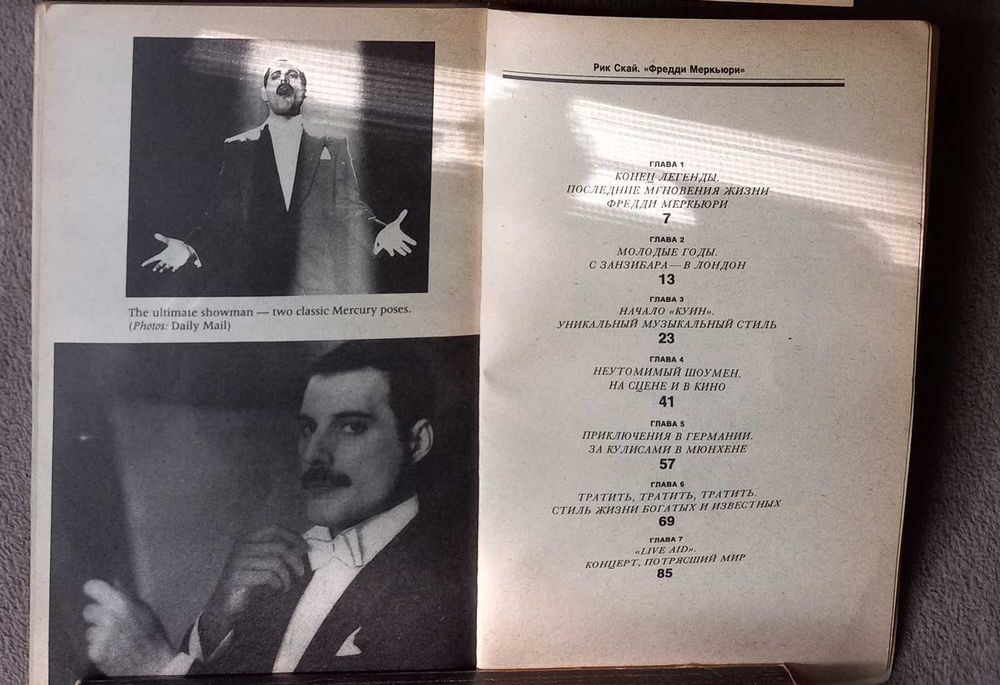 The ultimate showman — two classic Mercury poses.
(Photos: Daily Mail)
Рик Скай. «Фредди Меркьюри»
ГЛАВА 1
КОНЕЦ ЛЕГЕНДЫ.
ПОСЛЕДНИЕ МГНОВЕНИЯ ЖИЗНИ
ФРЕДДИ МЕРКЬЮРИ
7
ГЛАВА 2
МОЛОДЫЕ ГОДЫ.
С ЗАНЗИБАРА — В ЛОНДОН
13
ГЛАВА 3
НАЧАЛО «КУИН».
УНИКАЛЬНЫЙ МУЗЫКАЛЬНЫЙ СТИЛЬ
23
ГЛАВА 4
НЕУТОМИМЫЙ ШОУМЕН.
НА СЦЕНЕ И В КИНО
41
ГЛАВА 5
ПРИКЛЮЧЕНИЯ В ГЕРМАНИИ.
ЗА КУЛИСАМИ В МЮНХЕНЕ
57
ГЛАВА 6
ТРАТИТЬ, ТРАТИТЬ, ТРАТИТЬ.
СТИЛЬ ЖИЗНИ БОГАТЫХ И ИЗВЕСТНЫХ
69
ГЛАВА 7
«LIVE AID».
КОНЦЕРТ, ПОТРЯСШИЙ МИР
85